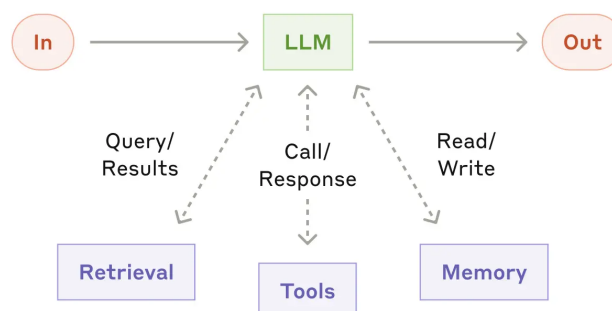 In
LLM
Out
Query/
Results
Call/
Response
Read/
Write
Retrieval
Tools
Memory